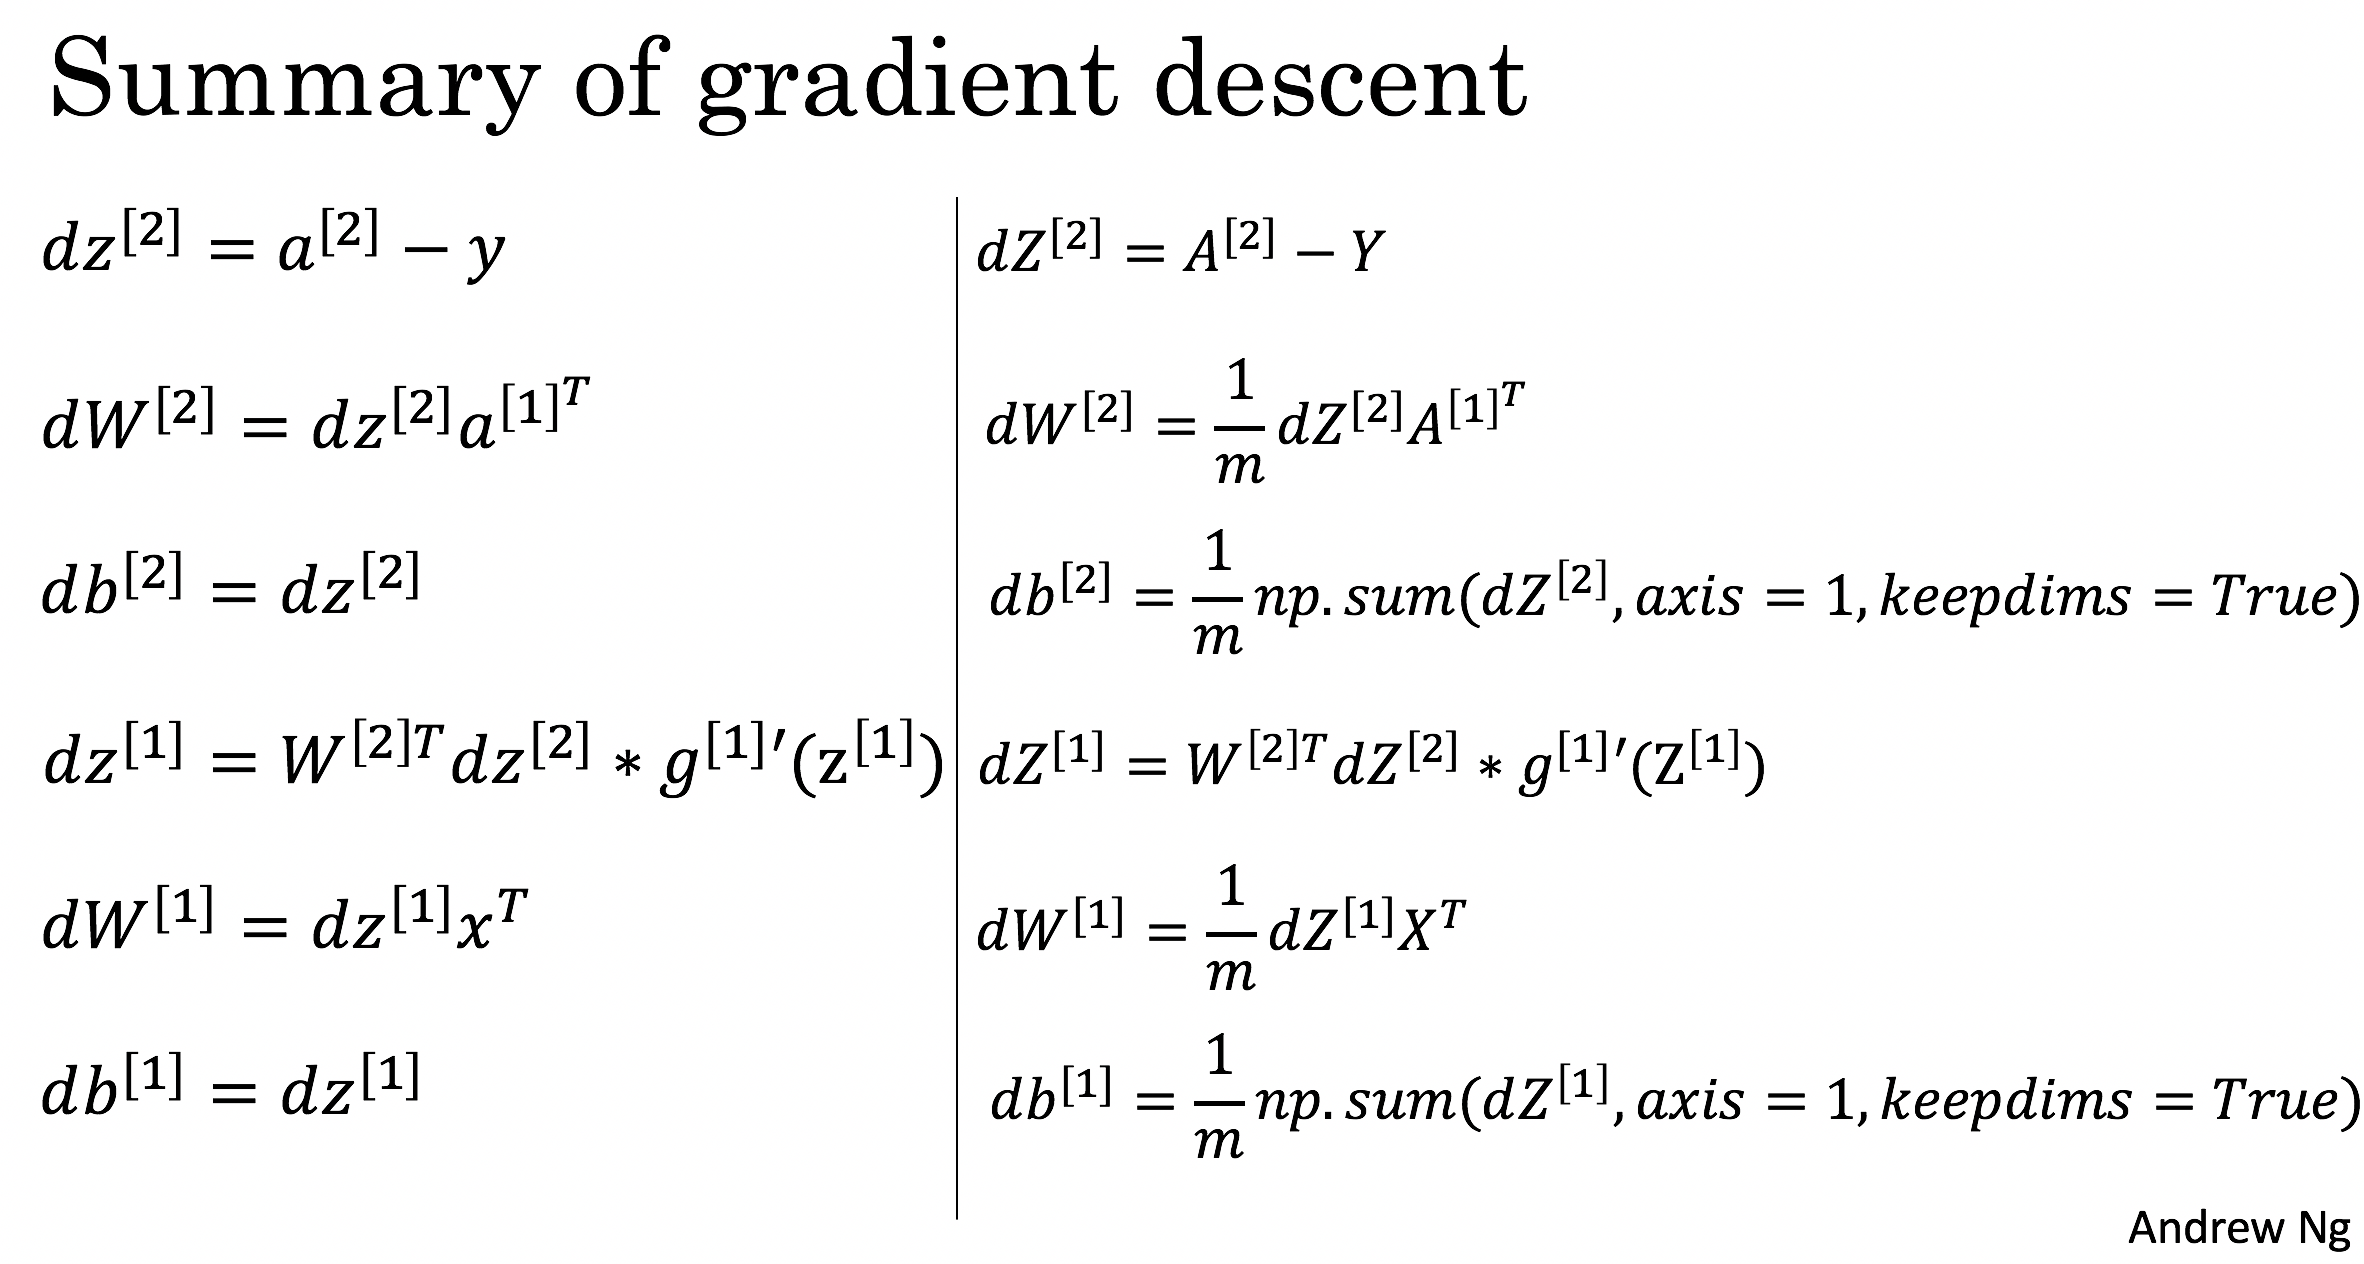 Summary of gradient descent
dz^{[2]} = a^{[2]} − y
dW^{[2]} = dz^{[2]}a^{[1]^T}
db^{[2]} = dz^{[2]}
dz^{[1]} = W^{[2]T}dz^{[2]} ∗ g^{[1]}′(z^{[1]})
dW^{[1]} = dz^{[1]}x^T
db^{[1]} = dz^{[1]}
dZ^{[2]} = A^{[2]} − Y
dW^{[2]} = \frac{1}{m}dZ^{[2]}A^{[1]^T}
db^{[2]} = \frac{1}{m}np.sum(dZ^{[2]}, axis = 1, keepdims = True)
dZ^{[1]} = W^{[2]T}dZ^{[2]} ∗ g^{[1]}′(Z^{[1]})
dW^{[1]} = \frac{1}{m}dZ^{[1]}X^T
db^{[1]} = \frac{1}{m}np.sum(dZ^{[1]}, axis = 1, keepdims = True)
Andrew Ng